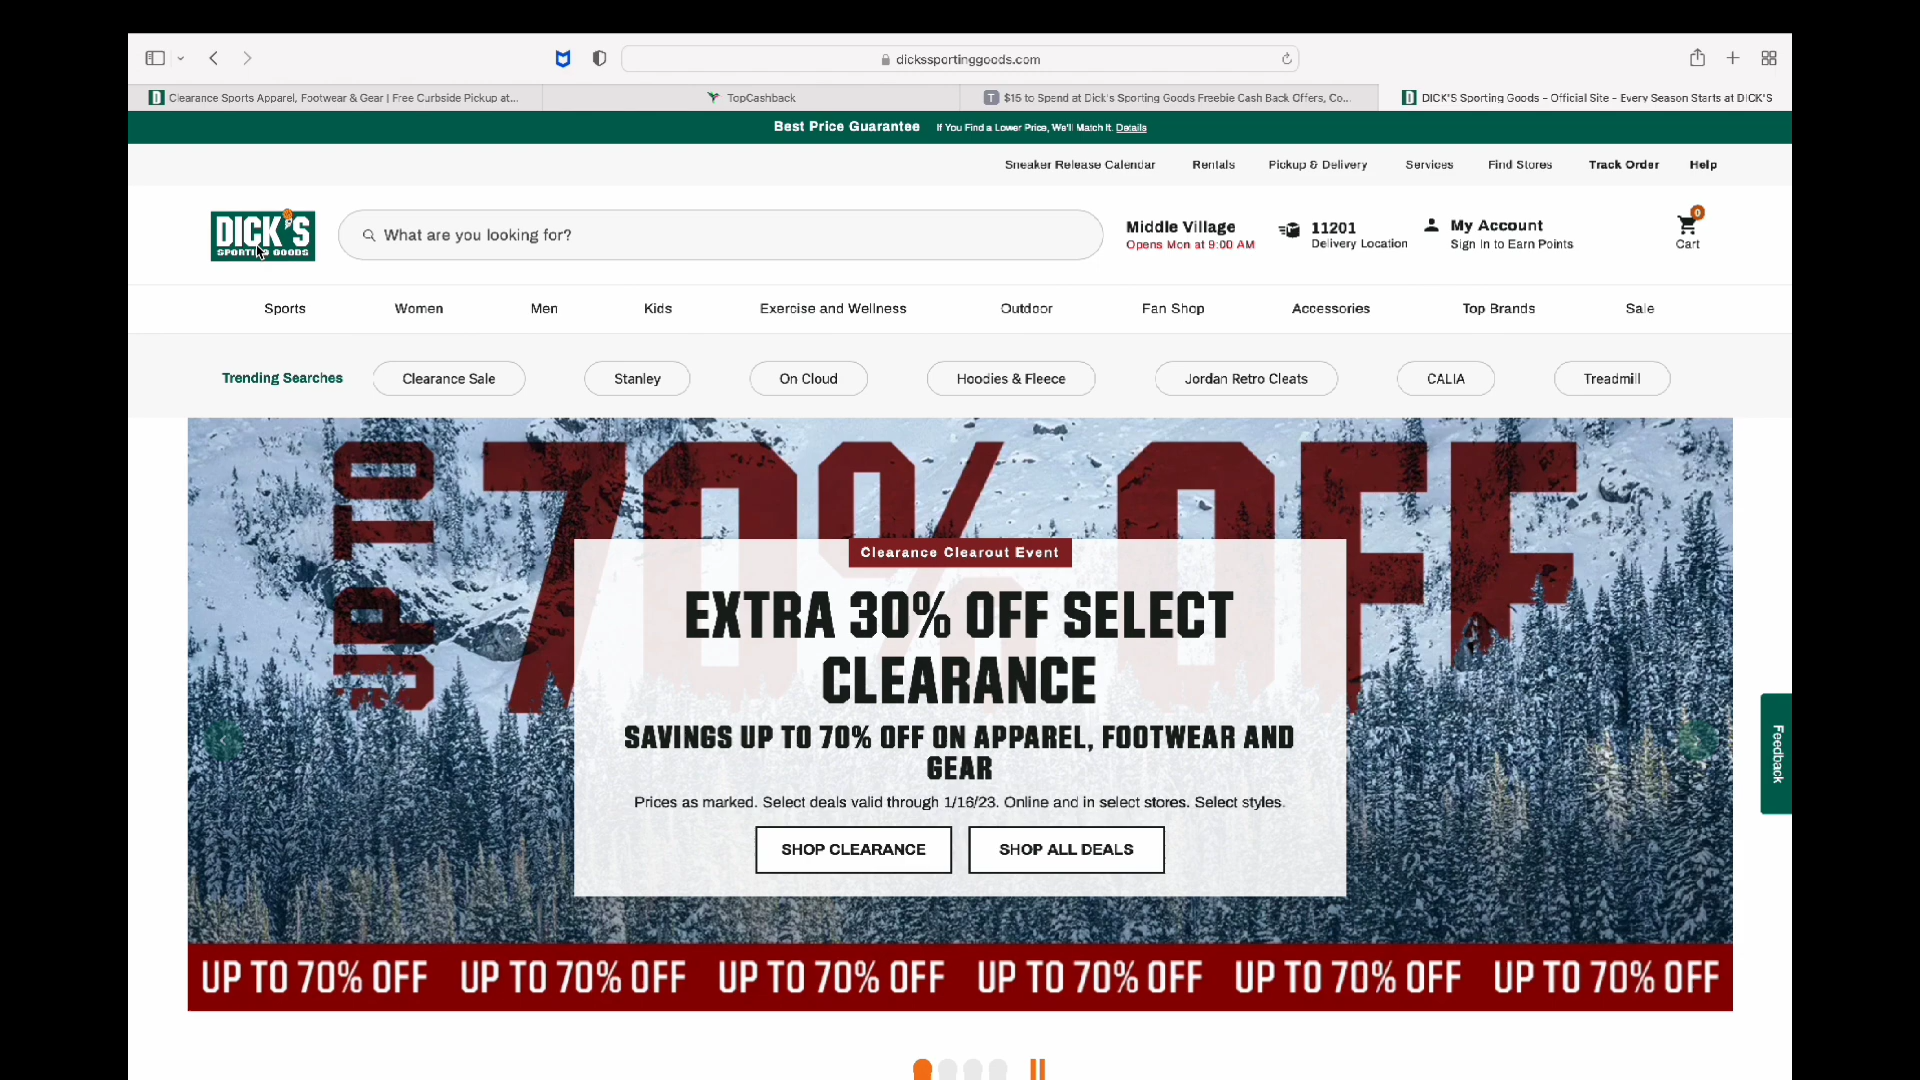 dickssportinggoods.com
Clearance Sports Apparel, Footwear & Gear | Free Curbside Pickup at...
TopCashback
T $15 to Spend at Dick's Sporting Goods Freebie Cash Back Offers, Co...
DICK'S Sporting Goods - Official Site - Every Season Starts at DICK'S
Best Price Guarantee If You Find a Lower Price, We'll Match It. Details
Sneaker Release Calendar Rentals Pickup & Delivery Services Find Stores Track Order Help
DICK'S
SPORTING GOODS
What are you looking for?
Middle Village
Opens Mon at 9:00 AM
11201
Delivery Location
My Account
Sign In to Earn Points
0
Cart
Sports Women Men Kids Exercise and Wellness Outdoor Fan Shop Accessories Top Brands Sale
Trending Searches Clearance Sale Stanley On Cloud Hoodies & Fleece Jordan Retro Cleats CALIA Treadmill
UP TO 70% OFF
Clearance Clearout Event
EXTRA 30% OFF SELECT
CLEARANCE
SAVINGS UP TO 70% OFF ON APPAREL, FOOTWEAR AND
GEAR
Prices as marked. Select deals valid through 1/16/23. Online and in select stores. Select styles.
SHOP CLEARANCE SHOP ALL DEALS
Feedback
UP TO 70% OFF UP TO 70% OFF UP TO 70% OFF UP TO 70% OFF UP TO 70% OFF UP TO 70% OFF